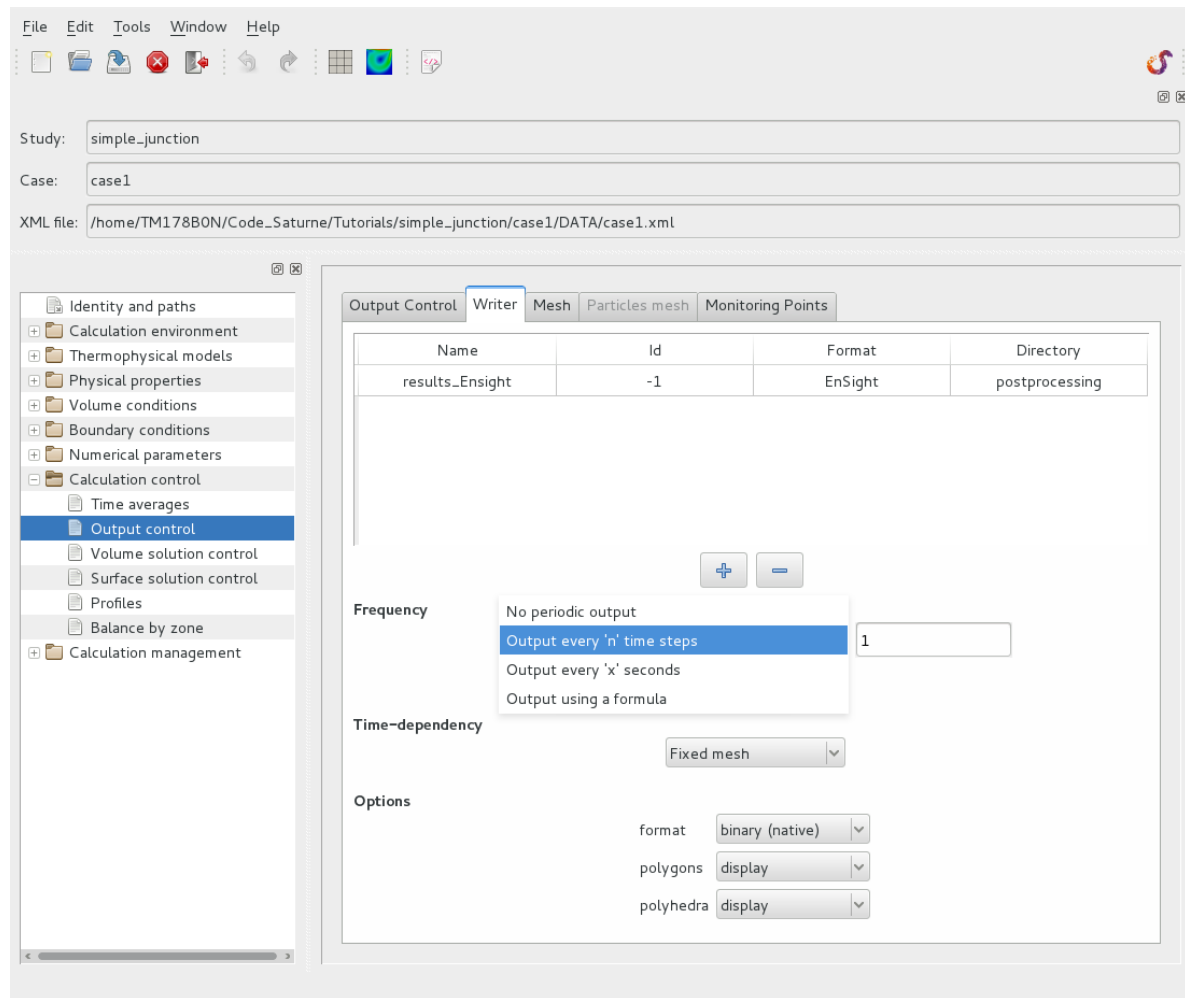 File Edit Tools Window Help
Study: simple_junction
Case: case1
XML file: /home/TM178B0N/Code_Saturne/Tutorials/simple_junction/case1/DATA/case1.xml
Identity and paths
Calculation environment
Thermophysical models
Physical properties
Volume conditions
Boundary conditions
Numerical parameters
Calculation control
Time averages
Output control
Volume solution control
Surface solution control
Profiles
Balance by zone
Calculation management
Output Control Writer Mesh Particles mesh Monitoring Points
Name Id Format Directory
results_Ensight -1 EnSight postprocessing
Frequency
No periodic output
Output every 'n' time steps 1
Output every 'x' seconds
Output using a formula
Time-dependency
Fixed mesh
Options
format binary (native)
polygons display
polyhedra display